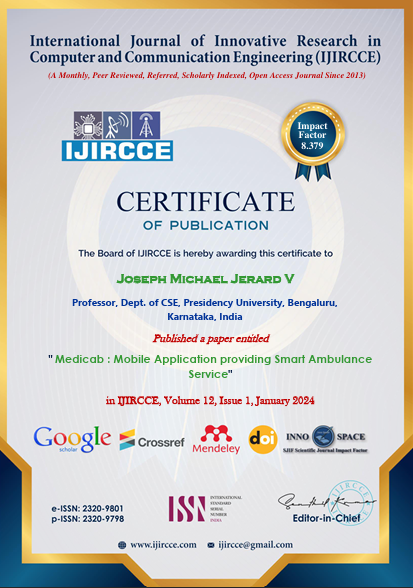 International Journal of Innovative Research in
Computer and Communication Engineering (IJIRCCE)
(A Monthly, Peer Reviewed, Referred, Scholarly Indexed, Open Access Journal Since 2013)
IJIRCCE
Impact
Factor
8.379
CERTIFICATE
OF PUBLICATION
The Board of IJIRCCE is hereby awarding this certificate to
JOSEPH MICHAEL JERARD V
Professor, Dept. of CSE, Presidency University, Bengaluru,
Karnataka, India
Published a paper entitled
" Medicab : Mobile Application providing Smart Ambulance
Service"
in IJIRCCE, Volume 12, Issue 1, January 2024
Google
scholar
Crossref
Mendeley
doi
INNO SPACE
SJIF Scientific Journal Impact Factor
e-ISSN: 2320-9801
p-ISSN: 2320-9798
ISSN
INTERNATIONAL
STANDARD
SERIAL
NUMBER
INDIA
Editor-in-Chief
www.ijircce.com ijircce@gmail.com